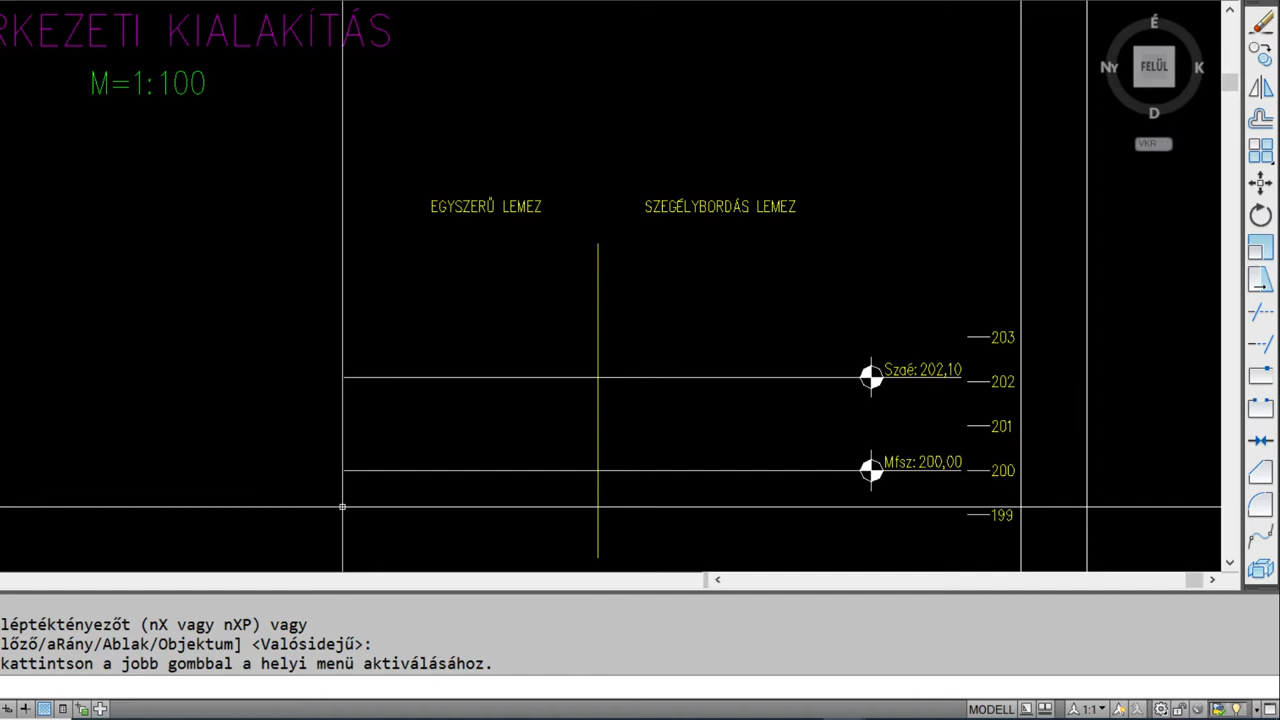 RKEZETI KIALAKÍTÁS
M=1:100
É
NY
FELÜL
K
D
VKR
EGYSZERŰ LEMEZ
SZEGÉLYBORDÁS LEMEZ
203
Szaé: 202,10
202
201
Mfsz: 200,00
200
199
léptéktényezőt (nX vagy nXP) vagy
lőző/aRány/Ablak/Objektum] <Valósidejű>:
kattintson a jobb gombbal a helyi menü aktiválásához.
MODELL
1:1